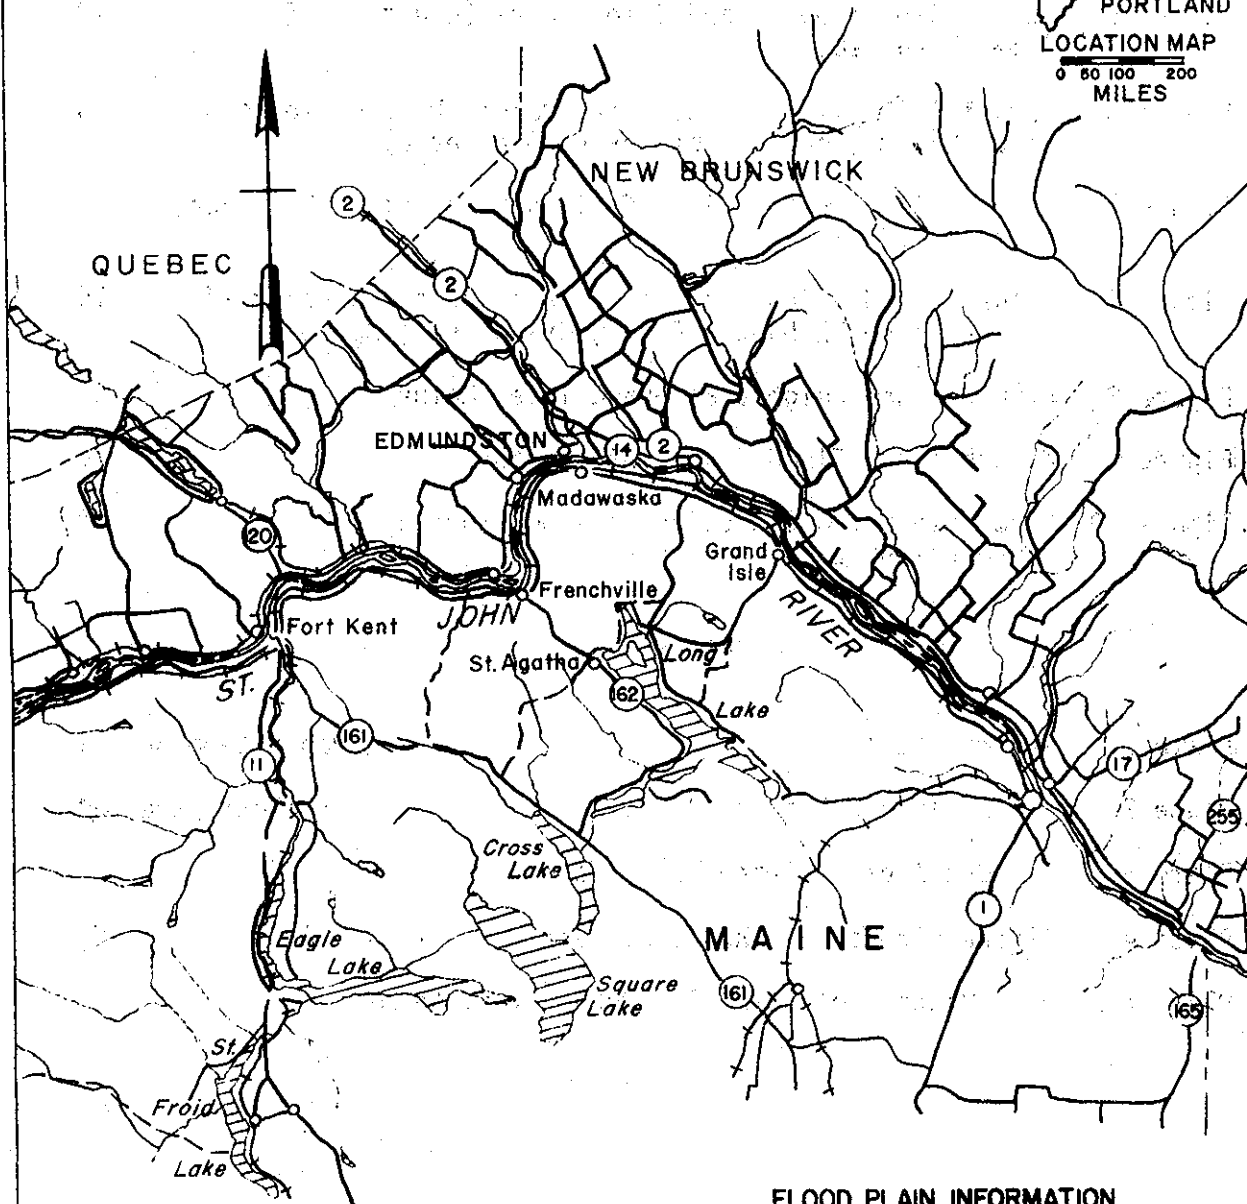 PORTLAND
LOCATION MAP
0 50 100 200
MILES
NEW BRUNSWICK
2
QUEBEC
2
EDMUNDSTON
14
2
Madawaska
20
Grand
Isle
Frenchville
JOHN
RIVER
Fort Kent
St. Agatha
Long
ST.
162
Lake
161
11
17
255
Cross
Lake
1
MAINE
Eagle
Lake
Square
Lake
161
165
St.
Froid
Lake
FLOOD PLAIN INFORMATION